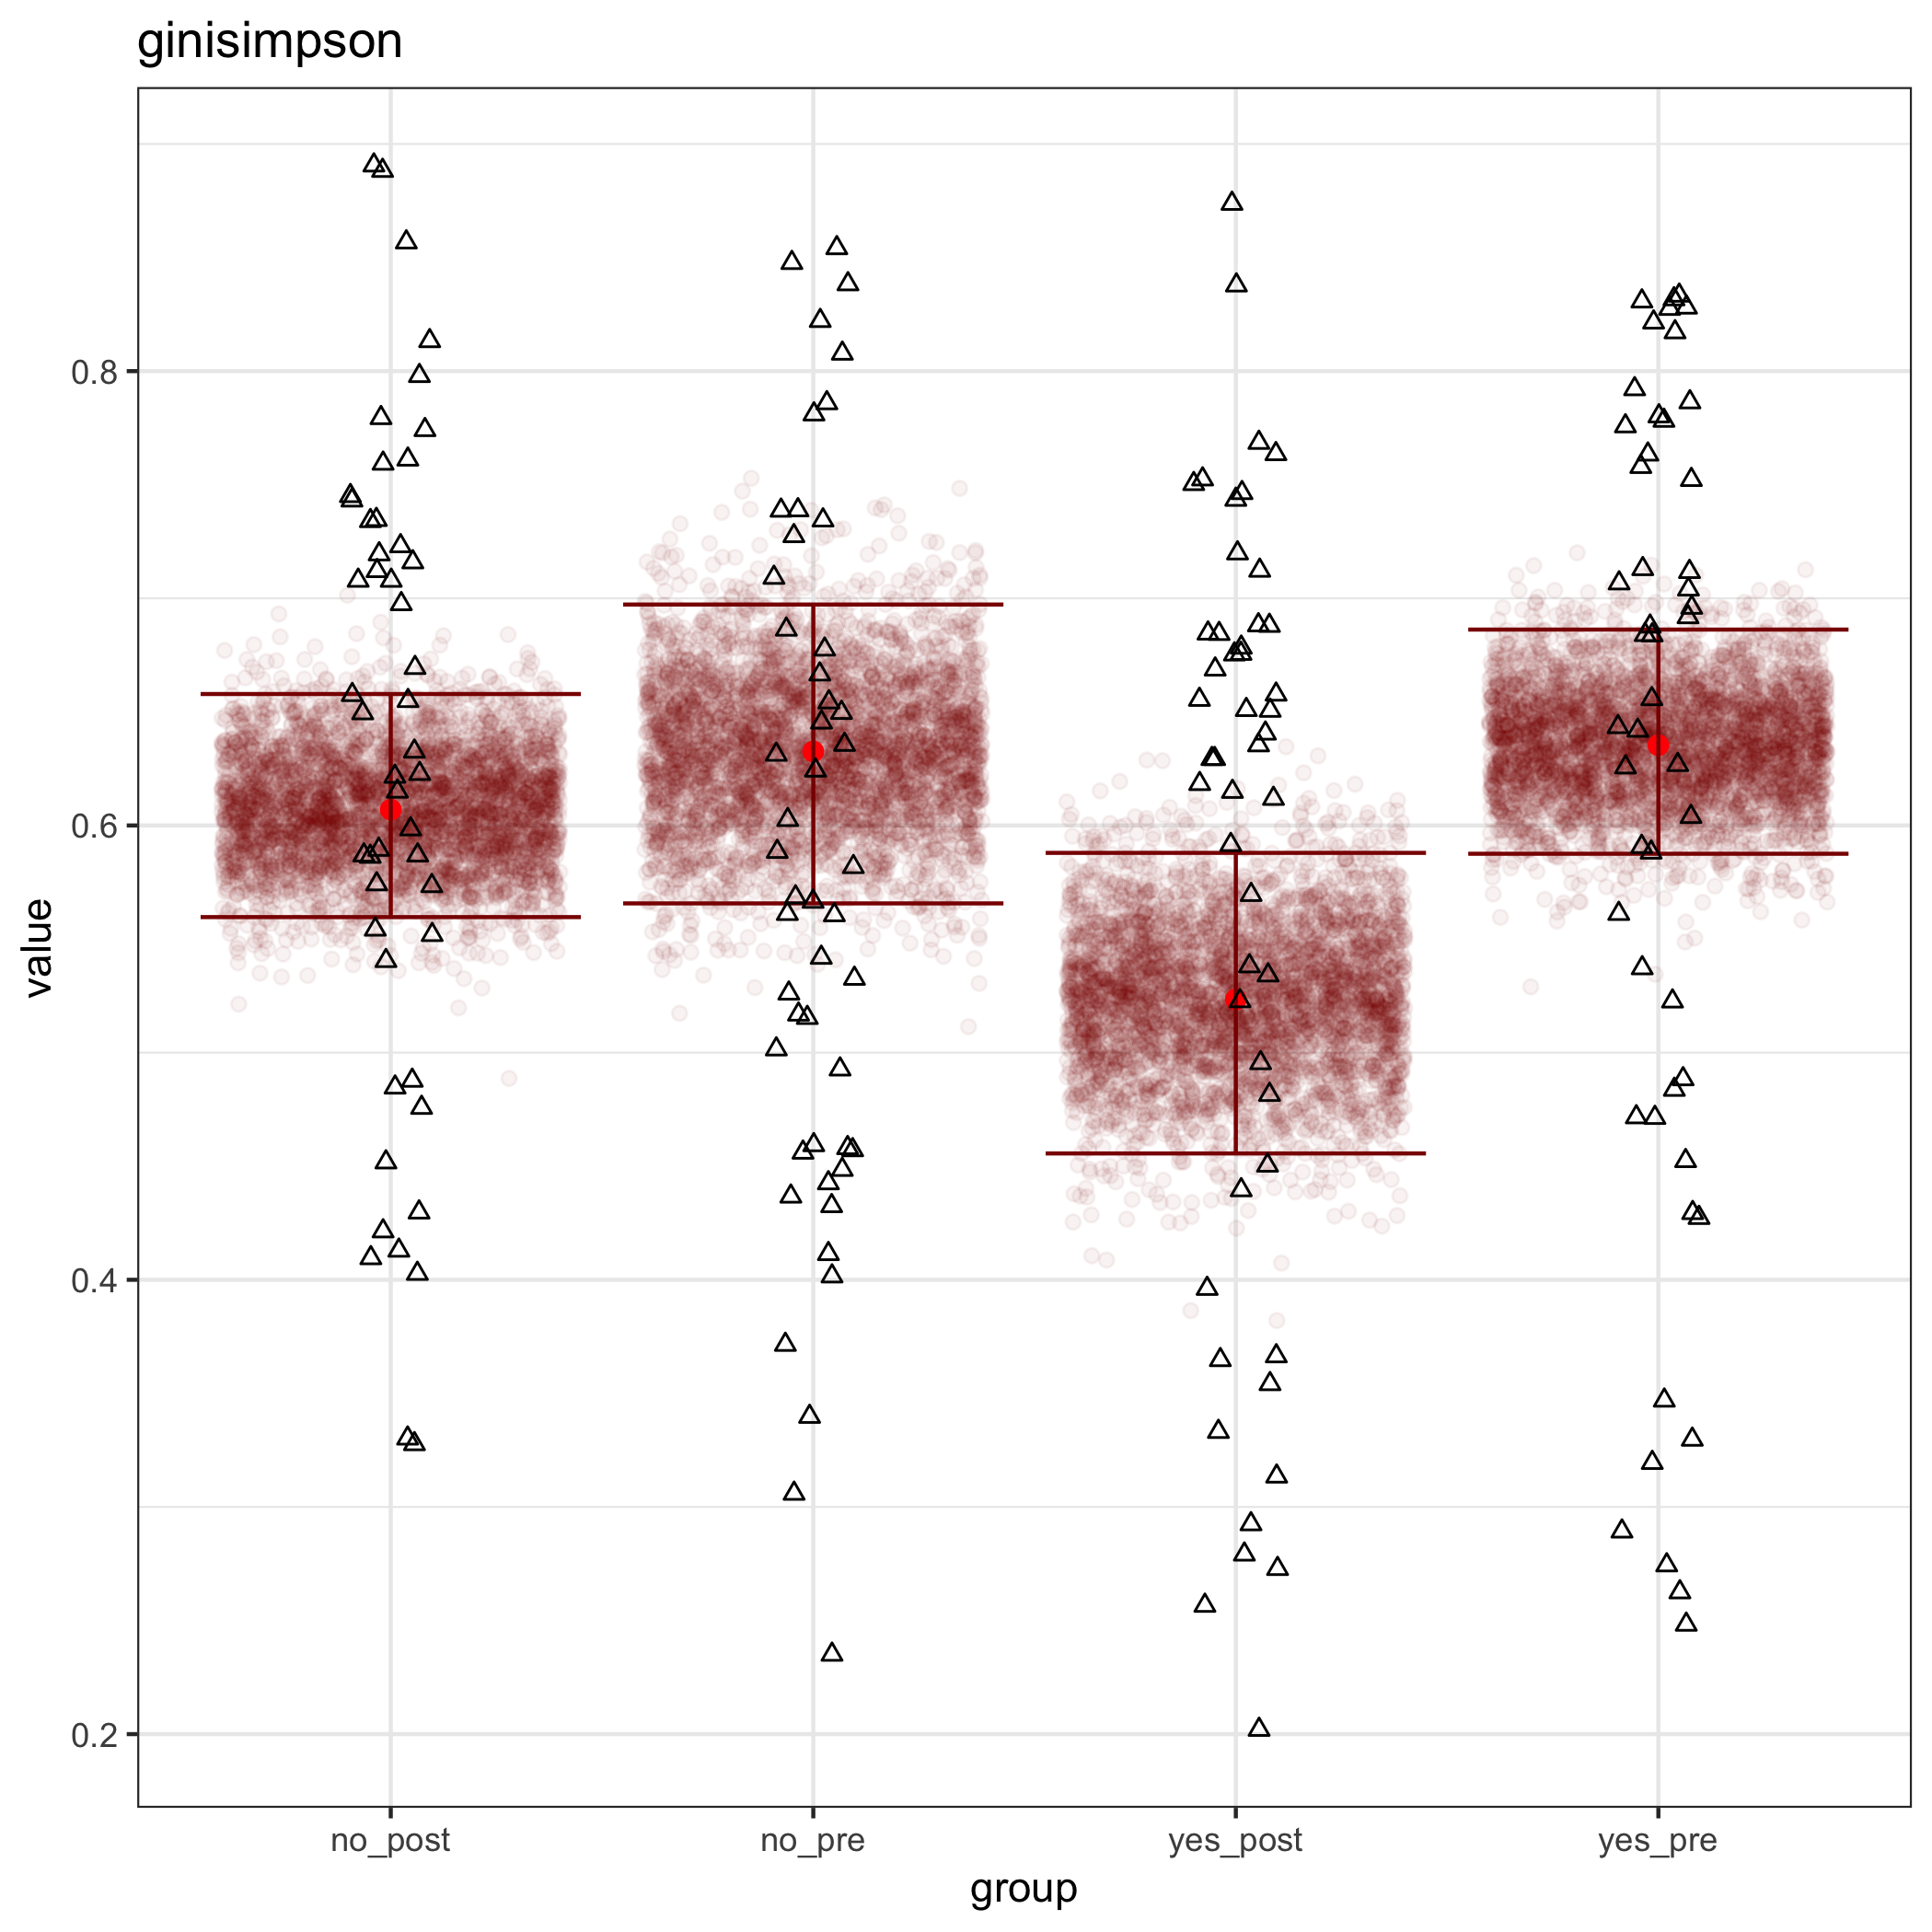 ginisimpson
0.8
0.6
0.4
0.2
value
no_post
no_pre
yes_post
yes_pre
group